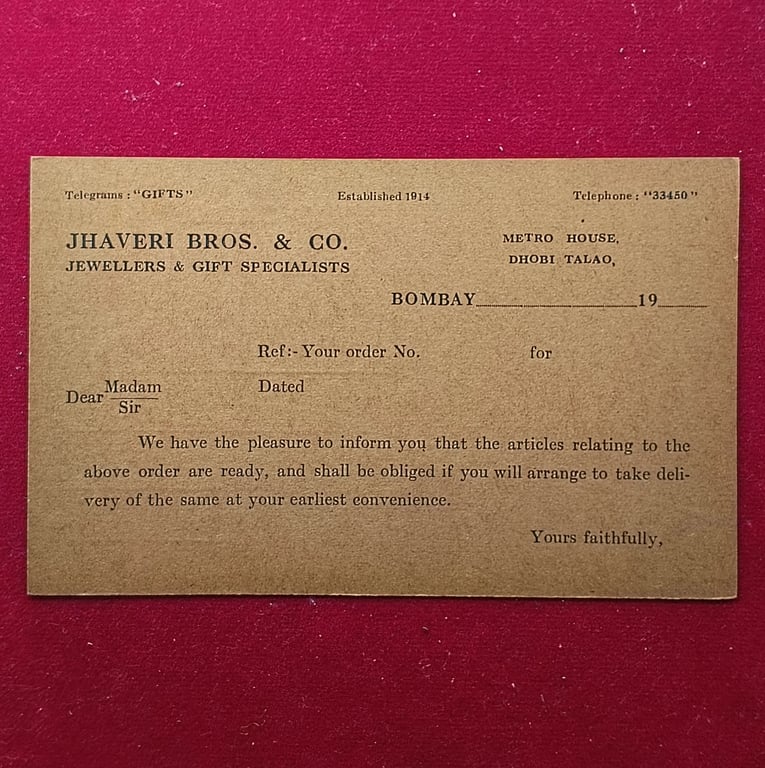 Telegrams : "GIFTS" Established 1914 Telephone : "33450"
JHAVERI BROS. & CO. METRO HOUSE,
JEWELLERS & GIFT SPECIALISTS DHOBI TALAO,
BOMBAY 19
Ref:- Your order No. for
Dear Madam Dated
Sir
We have the pleasure to inform you that the articles relating to the
above order are ready, and shall be obliged if you will arrange to take deli-
very of the same at your earliest convenience.
Yours faithfully,